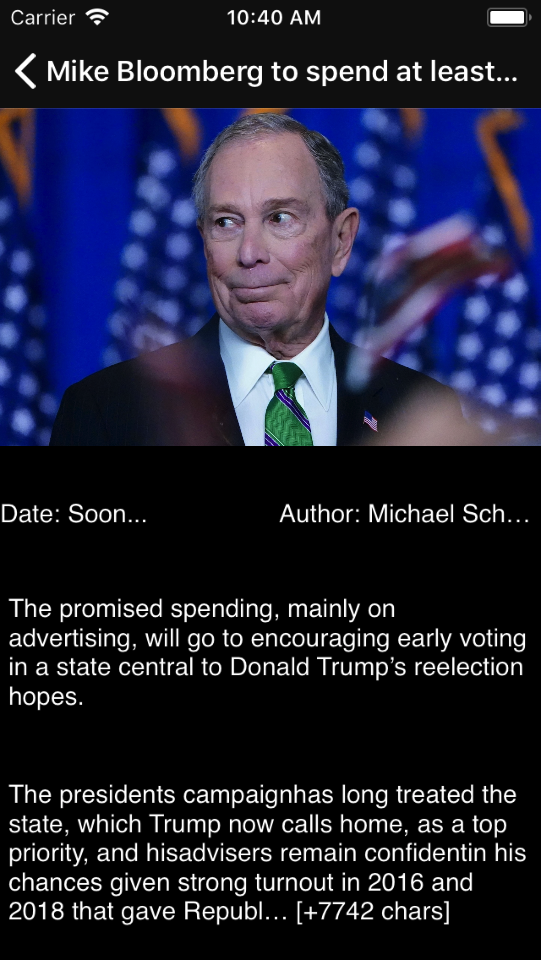 Carrier 10:40 AM
Mike Bloomberg to spend at least...
Date: Soon... Author: Michael Sch...
The promised spending, mainly on
advertising, will go to encouraging early voting
in a state central to Donald Trump’s reelection
hopes.
The presidents campaignhas long treated the
state, which Trump now calls home, as a top
priority, and hisadvisers remain confidentin his
chances given strong turnout in 2016 and
2018 that gave Republ… [+7742 chars]